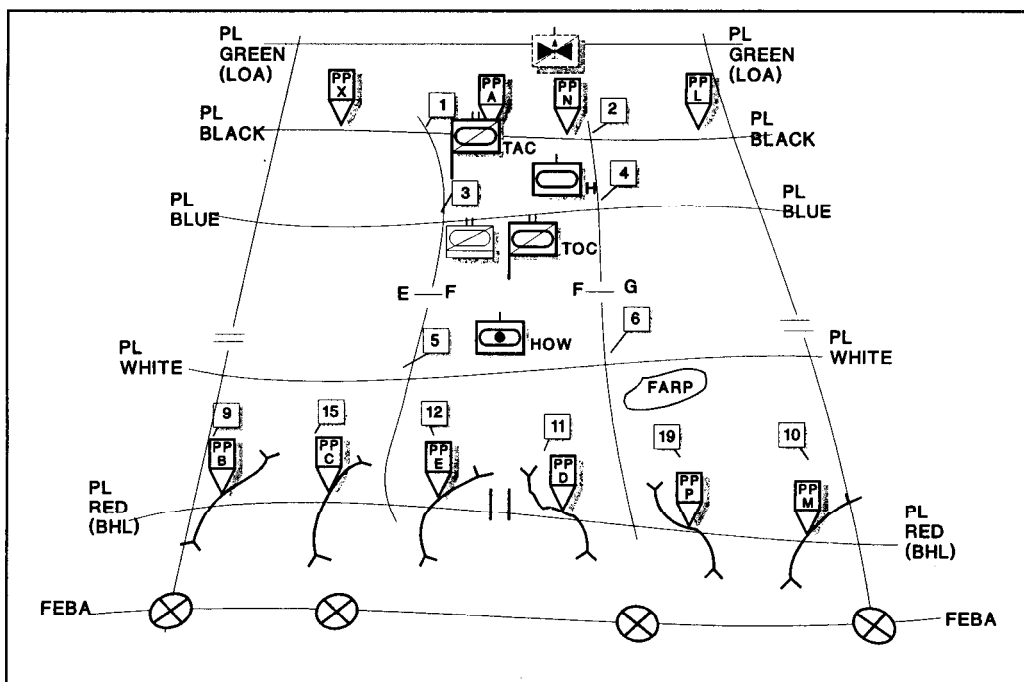 PL
GREEN
(LOA)
PL
GREEN
(LOA)
PP
X
PP
A
PP
N
PP
L
1
2
PL
BLACK
PL
BLACK
TAC
H
3
4
PL
BLUE
PL
BLUE
TOC
E F
F G
5
HOW
6
PL
WHITE
PL
WHITE
FARP
9
15
12
11
19
10
PP
B
PP
C
PP
E
PP
D
PP
P
PP
M
PL
RED
(BHL)
PL
RED
(BHL)
FEBA
FEBA